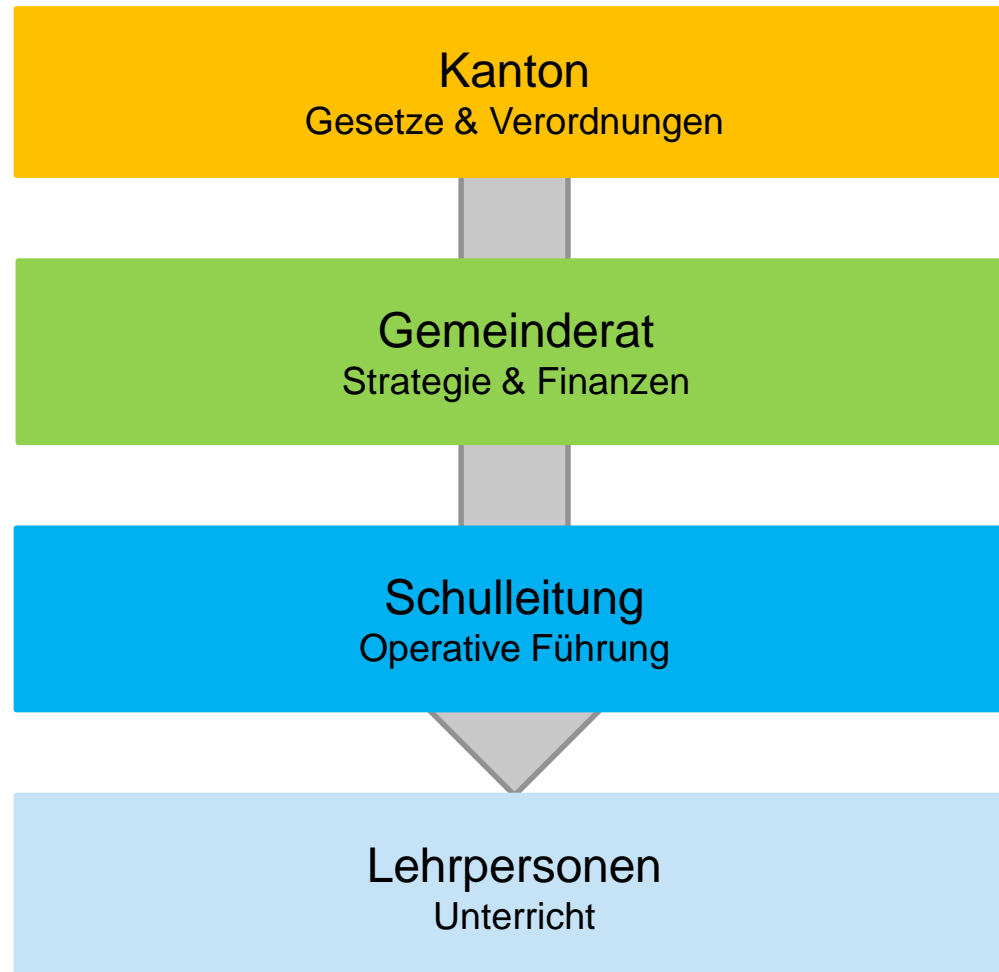 Kanton
Gesetze & Verordnungen
Gemeinderat
Strategie & Finanzen
Schulleitung
Operative Führung
Lehrpersonen
Unterricht